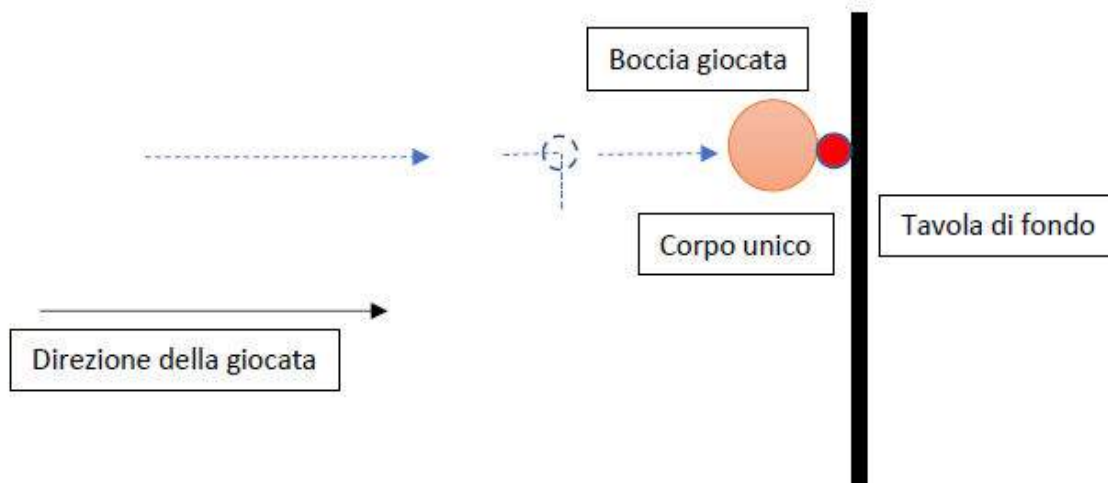 Boccia giocata
Corpo unico
Tavola di fondo
Direzione della giocata